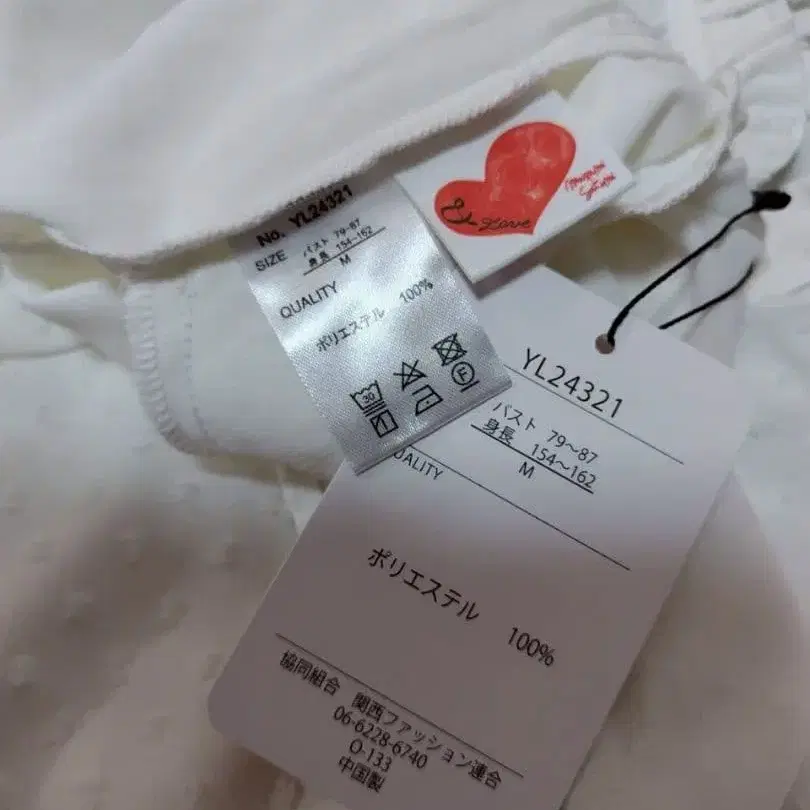 No. YL24321
SIZE
バスト 79-87
身長 154-162
M
QUALITY
ポリエステル 100%
30
F
Love
YL24321
バスト 79～87
身長 154～162
M
QUALITY
ポリエステル 100%
協同組合 関西ファッション連合
06-6228-6740
O-133
中国製